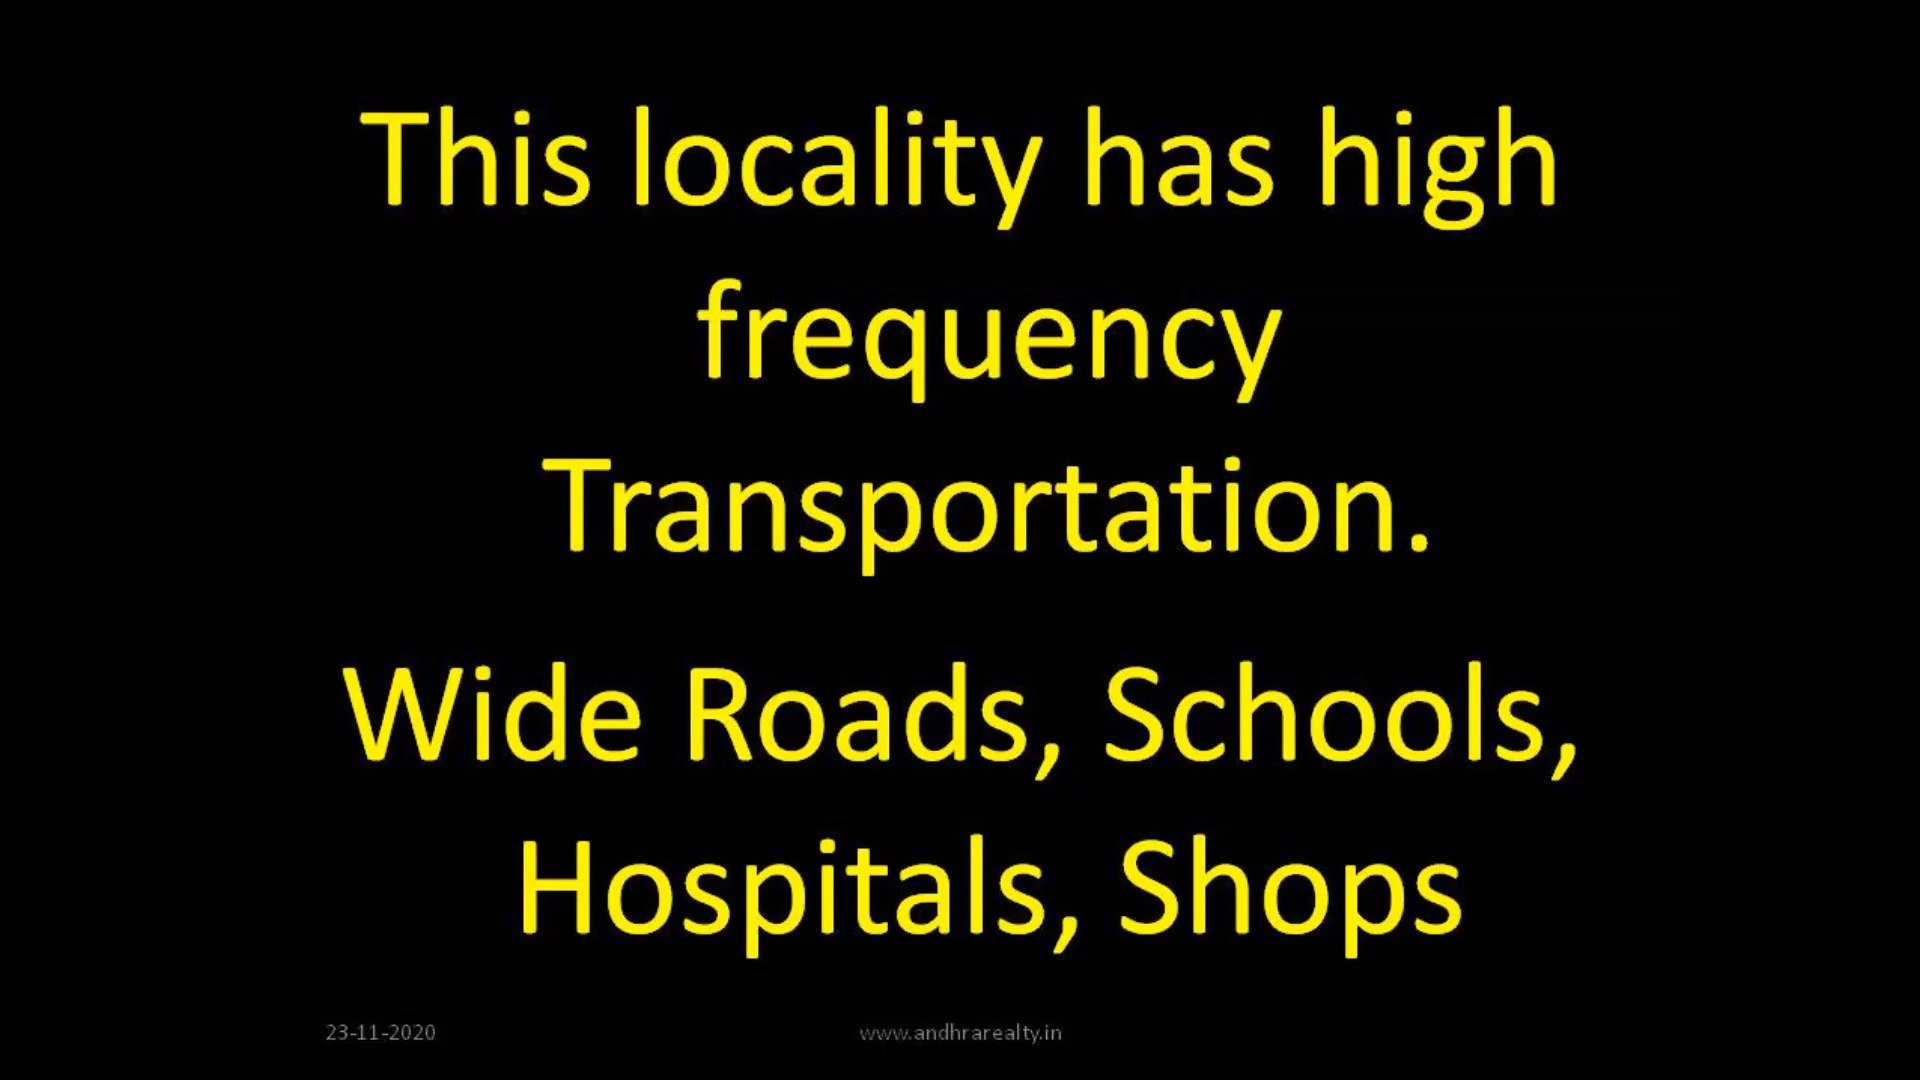 This locality has high
frequency
Transportation.
Wide Roads, Schools,
Hospitals, Shops
23-11-2020
www.andhrarealty.in